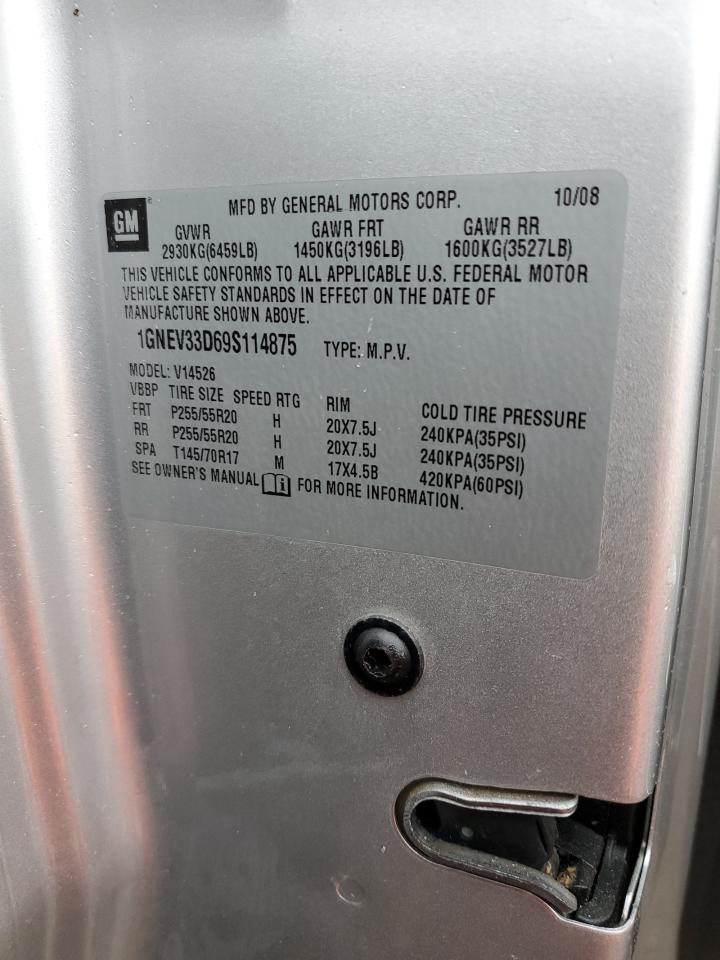 GM
MFD BY GENERAL MOTORS CORP. 10/08
GVWR GAWR FRT GAWR RR
2930KG(6459LB) 1450KG(3196LB) 1600KG(3527LB)
THIS VEHICLE CONFORMS TO ALL APPLICABLE U.S. FEDERAL MOTOR
VEHICLE SAFETY STANDARDS IN EFFECT ON THE DATE OF
MANUFACTURE SHOWN ABOVE.
1GNEV33D69S114875 TYPE: M.P.V.
MODEL: V14526
VBBP TIRE SIZE SPEED RTG RIM COLD TIRE PRESSURE
FRT P255/55R20 H 20X7.5J 240KPA(35PSI)
RR P255/55R20 H 20X7.5J 240KPA(35PSI)
SPA T145/70R17 M 17X4.5B 420KPA(60PSI)
SEE OWNER'S MANUAL i FOR MORE INFORMATION.